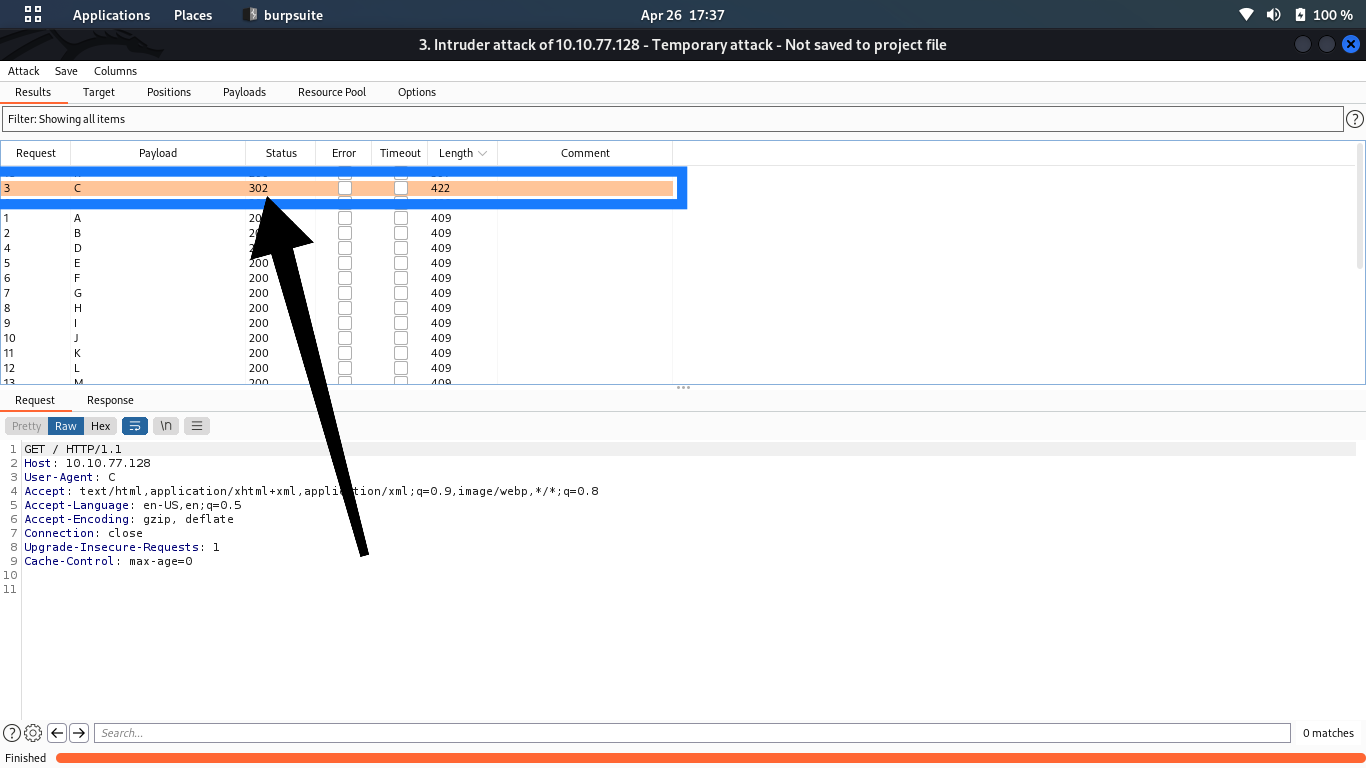 Applications Places burpsuite Apr 26 17:37 100 %
3. Intruder attack of 10.10.77.128 - Temporary attack - Not saved to project file
Attack Save Columns
Results Target Positions Payloads Resource Pool Options
Filter: Showing all items ?
Request Payload Status Error Timeout Length Comment
3 C 302 422
1 A 409
2 B 409
4 D 409
5 E 200 409
6 F 200 409
7 G 200 409
8 H 200 409
9 I 200 409
10 J 200 409
11 K 200 409
12 L 200 409
13 M 200 409
Request Response
Pretty Raw Hex \n
1 GET / HTTP/1.1
2 Host: 10.10.77.128
3 User-Agent: C
4 Accept: text/html,application/xhtml+xml,application/xml;q=0.9,image/webp,*/*;q=0.8
5 Accept-Language: en-US,en;q=0.5
6 Accept-Encoding: gzip, deflate
7 Connection: close
8 Upgrade-Insecure-Requests: 1
9 Cache-Control: max-age=0
10
11
? Search... 0 matches
Finished